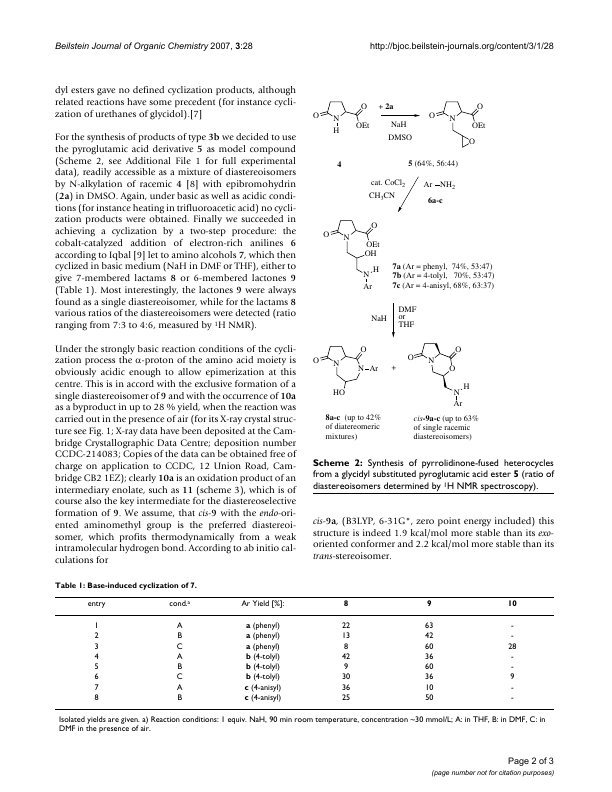 Beilstein Journal of Organic Chemistry 2007, 3:28
http://bjoc.beilstein-journals.org/content/3/1/28
dyl esters gave no defined cyclization products, although
related reactions have some precedent (for instance cycli-
zation of urethanes of glycidol).[7]
For the synthesis of products of type 3b we decided to use
the pyroglutamic acid derivative 5 as model compound
(Scheme 2, see Additional File 1 for full experimental
data), readily accessible as a mixture of diastereoisomers
by N-alkylation of racemic 4 [8] with epibromohydrin
(2a) in DMSO. Again, under basic as well as acidic condi-
tions (for instance heating in trifluoroacetic acid) no cycli-
zation products were obtained. Finally we succeeded in
achieving a cyclization by a two-step procedure: the
cobalt-catalyzed addition of electron-rich anilines 6
according to Iqbal [9] let to amino alcohols 7, which then
cyclized in basic medium (NaH in DMF or THF), either to
give 7-membered lactams 8 or 6-membered lactones 9
(Table 1). Most interestingly, the lactones 9 were always
found as a single diastereoisomer, while for the lactams 8
various ratios of the diastereoisomers were detected (ratio
ranging from 7:3 to 4:6, measured by ¹H NMR).
Under the strongly basic reaction conditions of the cycli-
zation process the α-proton of the amino acid moiety is
obviously acidic enough to allow epimerization at this
centre. This is in accord with the exclusive formation of a
single diastereoisomer of 9 and with the occurrence of 10a
as a byproduct in up to 28 % yield, when the reaction was
carried out in the presence of air (for its X-ray crystal struc-
ture see Fig. 1; X-ray data have been deposited at the Cam-
bridge Crystallographic Data Centre; deposition number
CCDC-214083; Copies of the data can be obtained free of
charge on application to CCDC, 12 Union Road, Cam-
bridge CB2 1EZ); clearly 10a is an oxidation product of an
intermediary enolate, such as 11 (scheme 3), which is of
course also the key intermediate for the diastereoselective
formation of 9. We assume, that cis-9 with the endo-ori-
ented aminomethyl group is the preferred diastereoi-
somer, which profits thermodynamically from a weak
intramolecular hydrogen bond. According to ab initio cal-
culations for
O N H O OEt
+ 2a
NaH
DMSO
O N O OEt O
4
5 (64%, 56:44)
cat. CoCl2
CH3CN
Ar —NH2
6a-c
O N O OEt OH N H Ar
7a (Ar = phenyl, 74%, 53:47)
7b (Ar = 4-tolyl, 70%, 53:47)
7c (Ar = 4-anisyl, 68%, 63:37)
NaH
DMF
or
THF
O N O N–Ar HO
+
O N O O N H Ar
8a-c (up to 42%
of diatereomeric
mixtures)
cis-9a-c (up to 63%
of single racemic
diastereoisomers)
Scheme 2: Synthesis of pyrrolidinone-fused heterocycles
from a glycidyl substituted pyroglutamic acid ester 5 (ratio of
diastereoisomers determined by ¹H NMR spectroscopy).
cis-9a, (B3LYP, 6-31G*, zero point energy included) this
structure is indeed 1.9 kcal/mol more stable than its exo-
oriented conformer and 2.2 kcal/mol more stable than its
trans-stereoisomer.
Table 1: Base-induced cyclization of 7.
entry cond.ᵃ Ar Yield [%]: 8 9 10
1 A a (phenyl) 22 63 -
2 B a (phenyl) 13 42 -
3 C a (phenyl) 8 60 28
4 A b (4-tolyl) 42 36 -
5 B b (4-tolyl) 9 60 -
6 C b (4-tolyl) 30 36 9
7 A c (4-anisyl) 36 10 -
8 B c (4-anisyl) 25 50 -
Isolated yields are given. a) Reaction conditions: 1 equiv. NaH, 90 min room temperature, concentration ~30 mmol/L; A: in THF, B: in DMF, C: in
DMF in the presence of air.
Page 2 of 3
(page number not for citation purposes)